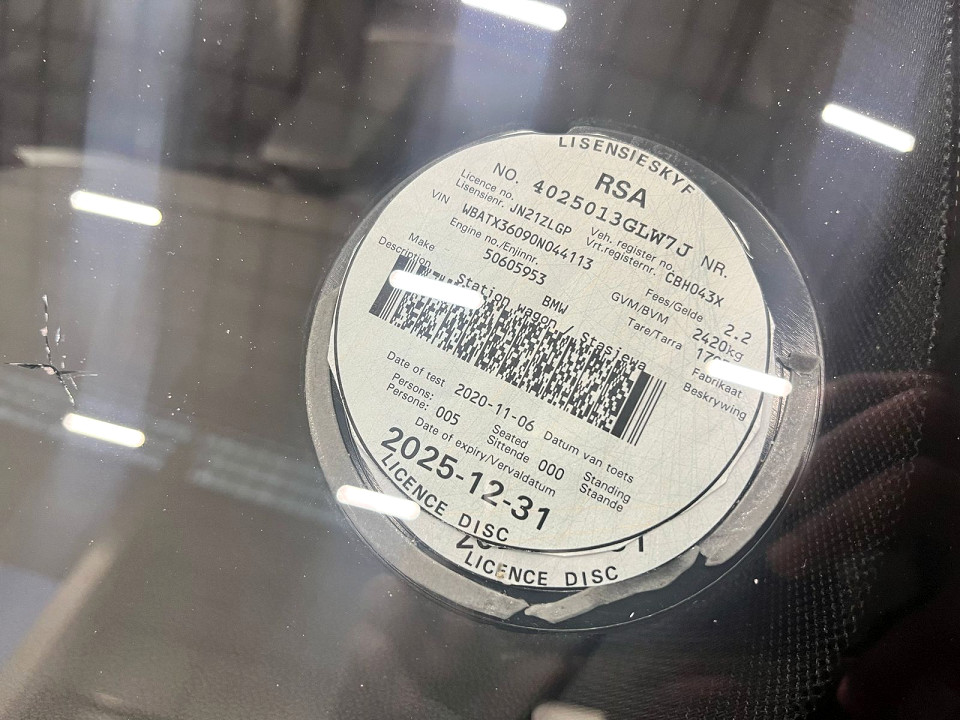 LISENSIESKYF
RSA
NO. 4025013GLW7J NR.
Licence no. Lisensienr. JN21ZLGP Veh. register no. Vrt.registernr. CBH043X
VIN WBATX36090N044113 Fees/Gelde 2.2
Engine no./Enjinnr. 50605953 GVM/BVM 2420kg
Tare/Tarra
Make BMW Fabrikaat
Description Station wagon / Stasiewa Beskrywing
Date of test 2020-11-06 Datum van toets
Persons: Persone: 005 Seated Sittende 000 Standing Staande
Date of expiry/Vervaldatum
2025-12-31
LICENCE DISC
LICENCE DISC